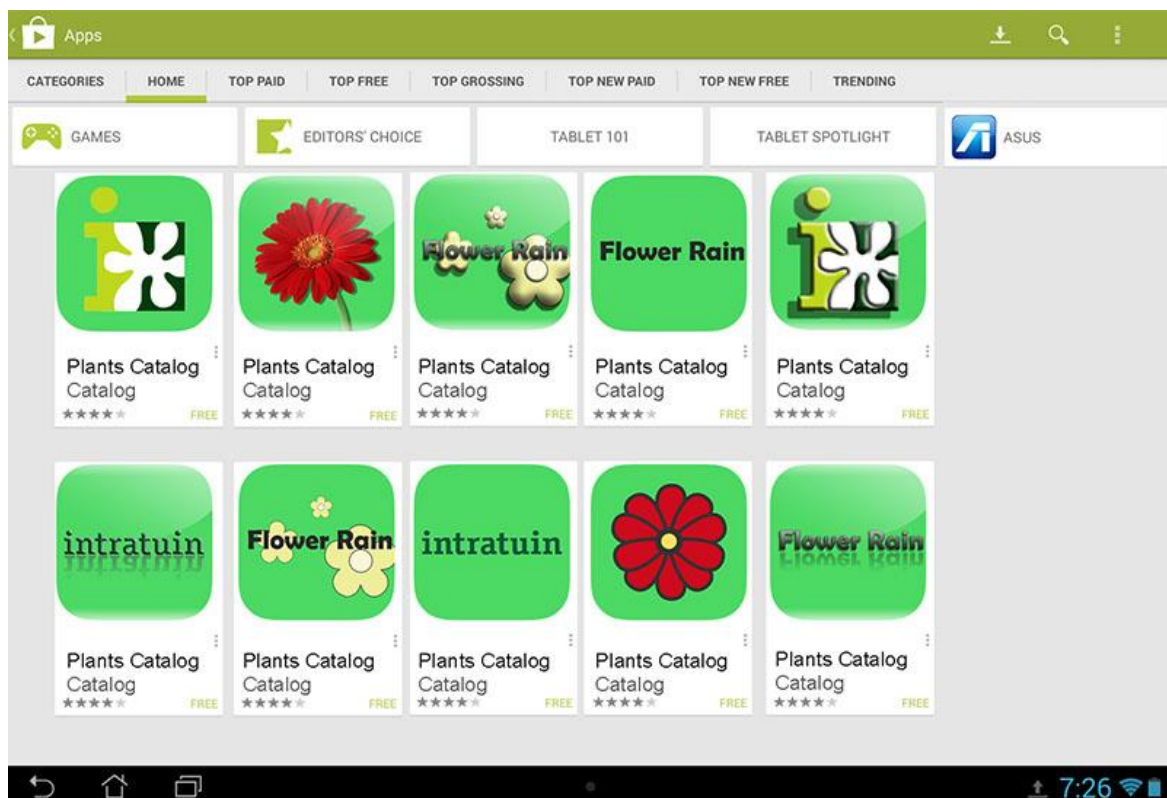 Apps
CATEGORIES HOME TOP PAID TOP FREE TOP GROSSING TOP NEW PAID TOP NEW FREE TRENDING
GAMES EDITORS' CHOICE TABLET 101 TABLET SPOTLIGHT ASUS
Flower Rain Flower Rain
Plants Catalog Plants Catalog Plants Catalog Plants Catalog Plants Catalog
Catalog Catalog Catalog Catalog Catalog
FREE FREE FREE FREE FREE
intratuin Flower Rain intratuin Flower Rain
Plants Catalog Plants Catalog Plants Catalog Plants Catalog Plants Catalog
Catalog Catalog Catalog Catalog Catalog
FREE FREE FREE FREE FREE
7:26